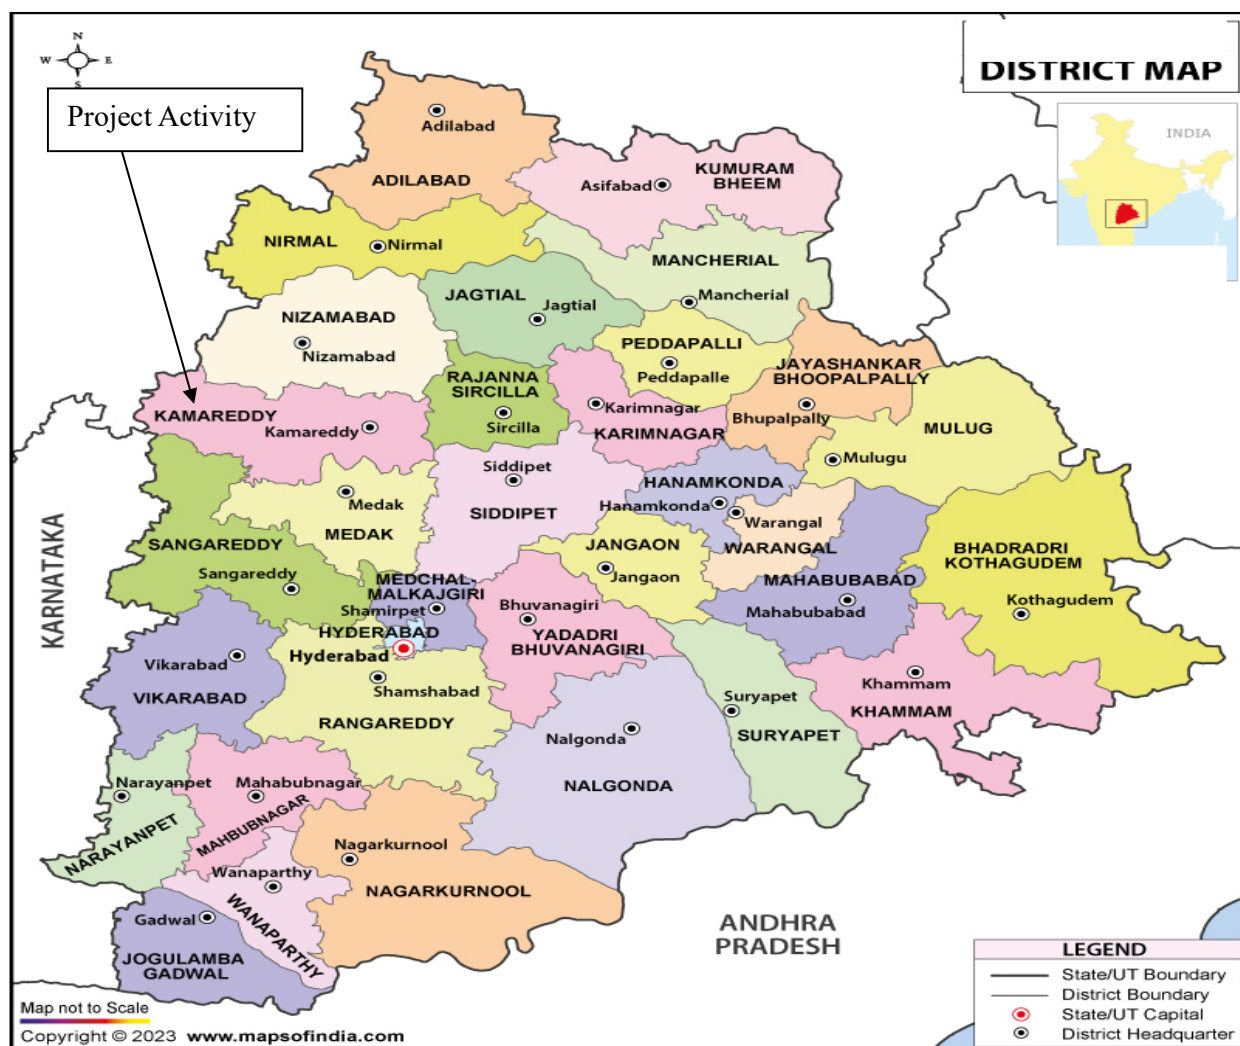 N
W E
S
DISTRICT MAP
Project Activity
INDIA
Adilabad
ADILABAD
KUMURAM
BHEEM
Asifabad
NIRMAL
Nirmal
MANCHERIAL
Mancherial
JAGTIAL
Jagtial
NIZAMABAD
Nizamabad
PEDDAPALLI
Peddapalle
RAJANNA
SIRCILLA
Sircilla
JAYASHANKAR
BHOOPALPALLY
Bhupalpally
KAMAREDDY
Kamareddy
Karimnagar
KARIMNAGAR
MULUG
Mulugu
Siddipet
SIDDIPET
HANAMKONDA
Hanamkonda
Warangal
WARANGAL
Medak
MEDAK
KARNATAKA
SANGAREDDY
Sangareddy
JANGAON
Jangaon
BHADRADRI
KOTHAGUDEM
Kothagudem
MAHABUBABAD
Mahabubabad
MEDCHAL-
MALKAJGIRI
Shamirpet
HYDERABAD
Hyderabad
Bhuvanagiri
YADADRI
BHUVANAGIRI
Vikarabad
VIKARABAD
Shamshabad
RANGAREDDY
Khammam
KHAMMAM
Suryapet
SURYAPET
Nalgonda
NALGONDA
Narayanpet
NARAYANPET
Mahabubnagar
MAHBUBNAGAR
Nagarkurnool
NAGARKURNOOL
Wanaparthy
WANAPARTHY
Gadwal
JOGULAMBA
GADWAL
ANDHRA
PRADESH
LEGEND
State/UT Boundary
District Boundary
State/UT Capital
District Headquarter
Map not to Scale
Copyright © 2023 www.mapsofindia.com